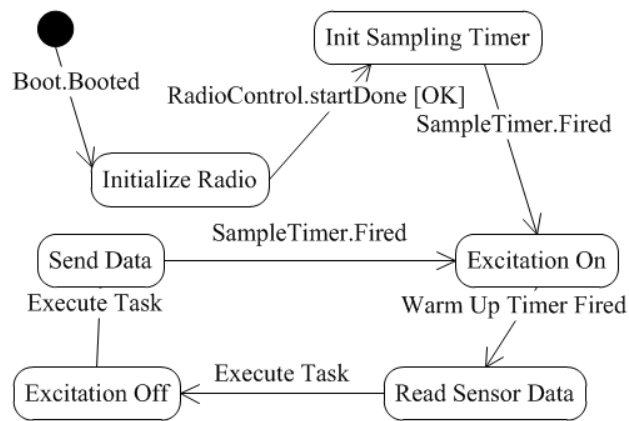 Init Sampling Timer
Boot.Booted
RadioControl.startDone [OK]
SampleTimer.Fired
Initialize Radio
SampleTimer.Fired
Send Data
Excitation On
Execute Task
Warm Up Timer Fired
Execute Task
Excitation Off
Read Sensor Data